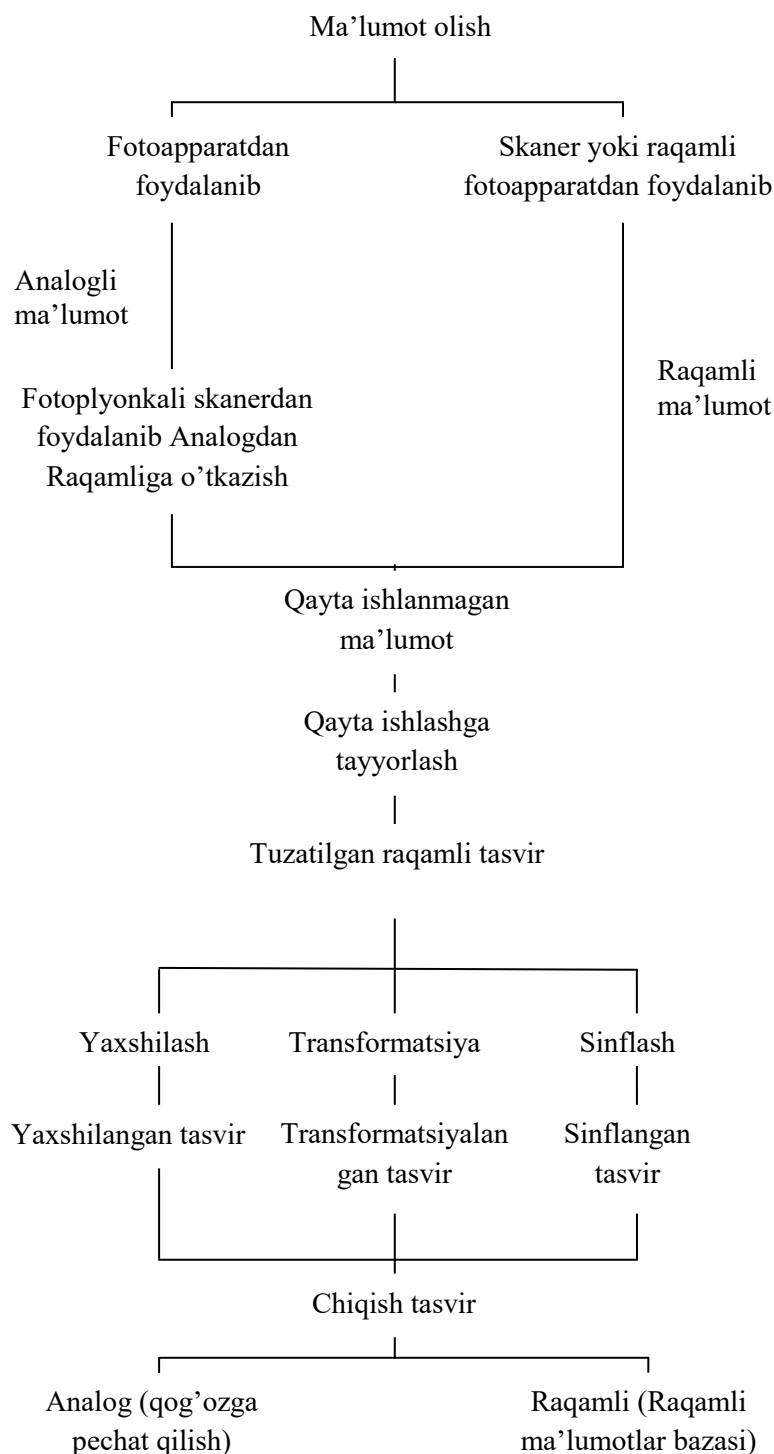 Ma’lumot olish
Fotoapparatdan
foydalanib
Skaner yoki raqamli
fotoapparatdan foydalanib
Analogli
ma’lumot
Raqamli
ma’lumot
Fotoplyonkali skanerdan
foydalanib Analogdan
Raqamliga o’tkazish
Qayta ishlanmagan
ma’lumot
Qayta ishlashga
tayyorlash
Tuzatilgan raqamli tasvir
Yaxshilash
Transformatsiya
Sinflash
Yaxshilangan tasvir
Transformatsiyalan
gan tasvir
Sinflangan
tasvir
Chiqish tasvir
Analog (qog’ozga
pechat qilish)
Raqamli (Raqamli
ma’lumotlar bazasi)